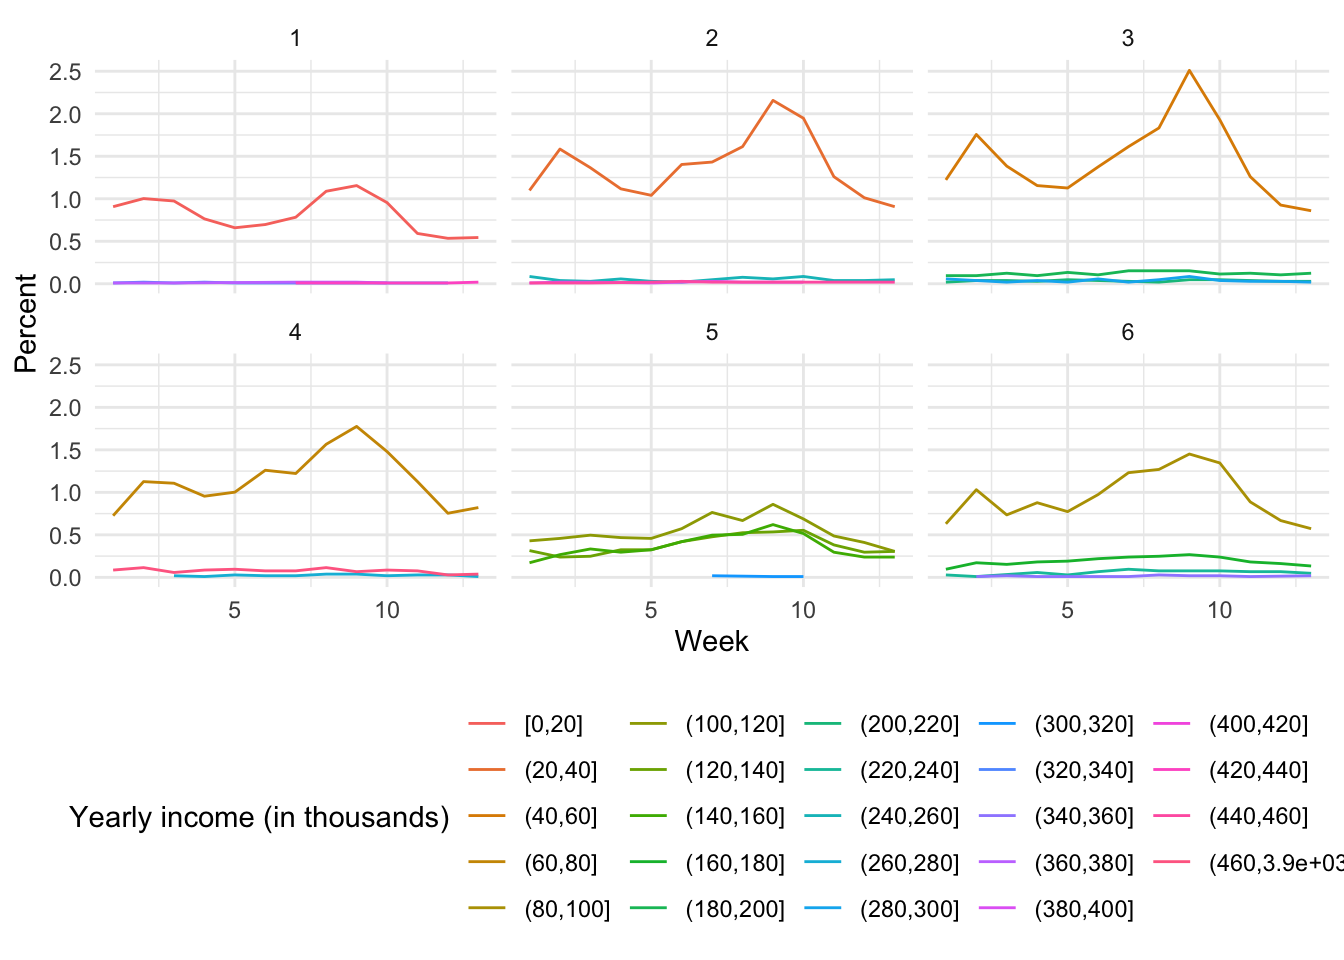 1 2 3
2.5
2.0
1.5
1.0
0.5
0.0
4 5 6
2.5
2.0
1.5
1.0
0.5
0.0
Percent
5 10 5 10 5 10
Week
Yearly income (in thousands)
[0,20] (100,120] (200,220] (300,320] (400,420]
(20,40] (120,140] (220,240] (320,340] (420,440]
(40,60] (140,160] (240,260] (340,360] (440,460]
(60,80] (160,180] (260,280] (360,380] (460,3.9e+03
(80,100] (180,200] (280,300] (380,400]